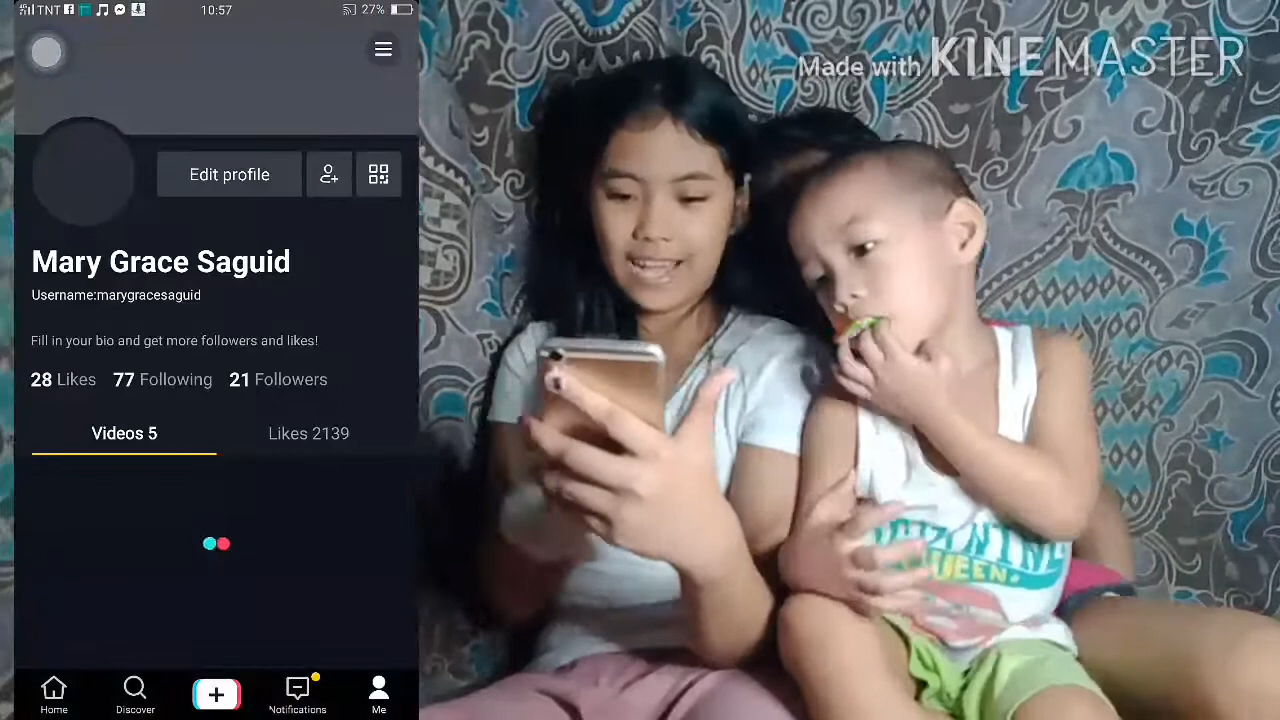 TNT
10:57
27%
Made with KINEMASTER
Edit profile
Mary Grace Saguid
Username:marygracesaguid
Fill in your bio and get more followers and likes!
28 Likes 77 Following 21 Followers
Videos 5
Likes 2139
QUEEN.
Home
Discover
Notifications
Me